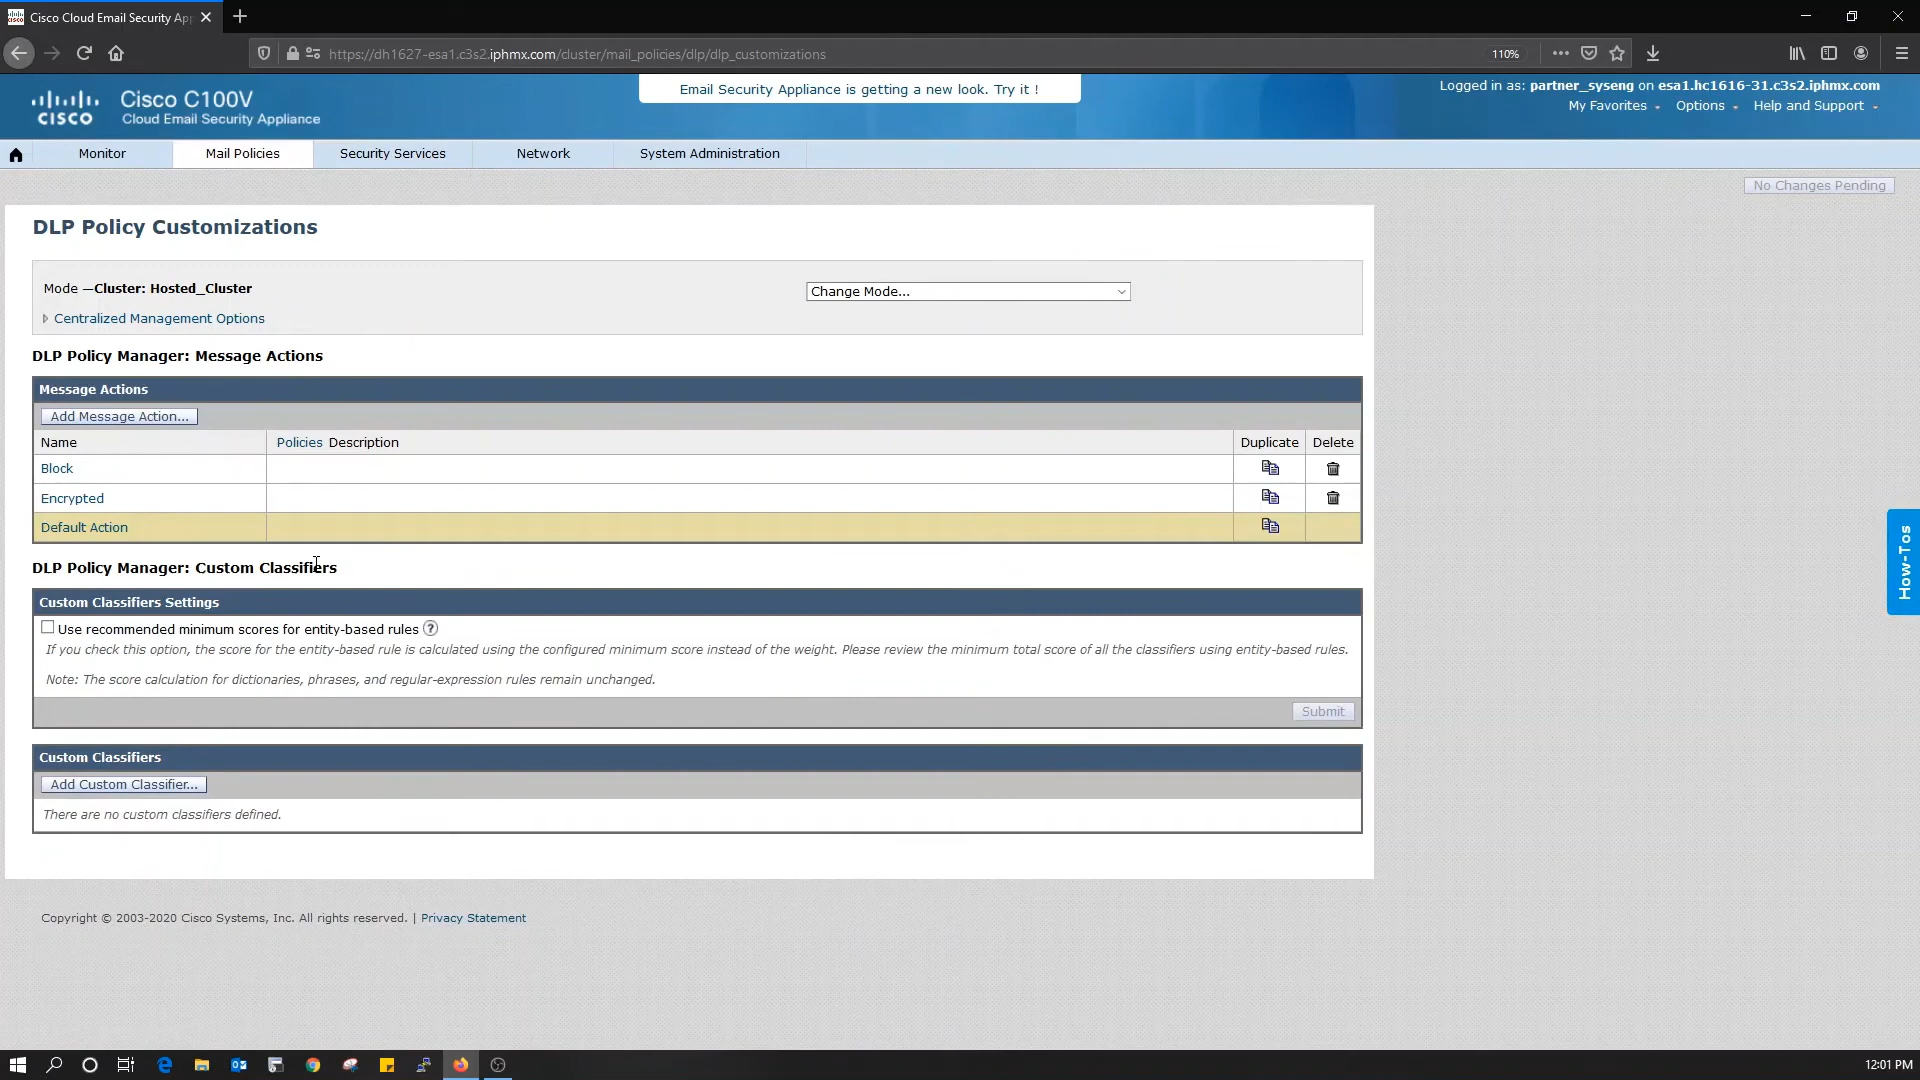 Cisco Cloud Email Security App
https://dh1627-esa1.c3s2.iphmx.com/cluster/mail_policies/dlp/dlp_customizations
110%
Email Security Appliance is getting a new look. Try it !
Logged in as: partner_syseng on esa1.hc1616-31.c3s2.iphmx.com
My Favorites Options Help and Support
cisco
Cisco C100V
Cloud Email Security Appliance
Monitor Mail Policies Security Services Network System Administration
No Changes Pending
DLP Policy Customizations
Mode —Cluster: Hosted_Cluster Change Mode...
Centralized Management Options
DLP Policy Manager: Message Actions
Message Actions
Add Message Action...
Name Policies Description Duplicate Delete
Block
Encrypted
Default Action
DLP Policy Manager: Custom Classifiers
Custom Classifiers Settings
Use recommended minimum scores for entity-based rules ?
If you check this option, the score for the entity-based rule is calculated using the configured minimum score instead of the weight. Please review the minimum total score of all the classifiers using entity-based rules.
Note: The score calculation for dictionaries, phrases, and regular-expression rules remain unchanged.
Submit
Custom Classifiers
Add Custom Classifier...
There are no custom classifiers defined.
How-Tos
Copyright © 2003-2020 Cisco Systems, Inc. All rights reserved. | Privacy Statement
12:01 PM